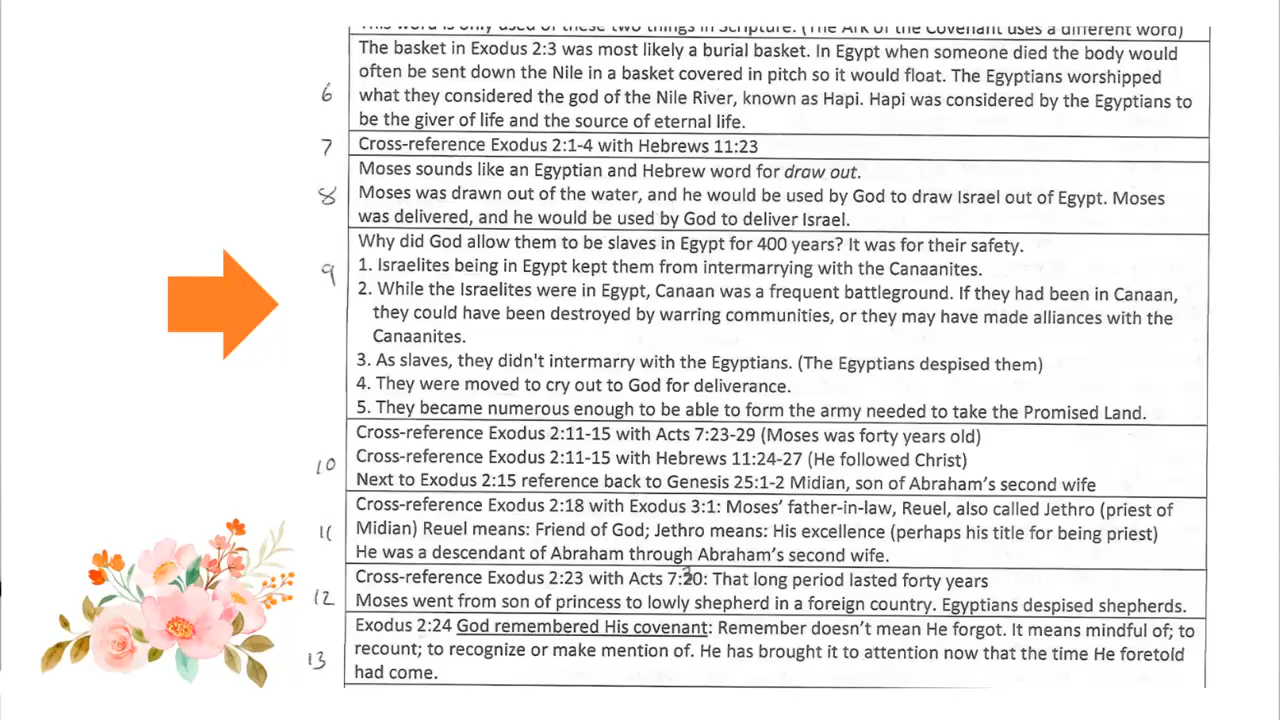 This word is only used of these two things in Scripture. (The Ark of the Covenant uses a different word)
The basket in Exodus 2:3 was most likely a burial basket. In Egypt when someone died the body would
often be sent down the Nile in a basket covered in pitch so it would float. The Egyptians worshipped
6 what they considered the god of the Nile River, known as Hapi. Hapi was considered by the Egyptians to
be the giver of life and the source of eternal life.
7 Cross-reference Exodus 2:1-4 with Hebrews 11:23
Moses sounds like an Egyptian and Hebrew word for draw out.
8 Moses was drawn out of the water, and he would be used by God to draw Israel out of Egypt. Moses
was delivered, and he would be used by God to deliver Israel.
Why did God allow them to be slaves in Egypt for 400 years? It was for their safety.
9 1. Israelites being in Egypt kept them from intermarrying with the Canaanites.
2. While the Israelites were in Egypt, Canaan was a frequent battleground. If they had been in Canaan,
they could have been destroyed by warring communities, or they may have made alliances with the
Canaanites.
3. As slaves, they didn't intermarry with the Egyptians. (The Egyptians despised them)
4. They were moved to cry out to God for deliverance.
5. They became numerous enough to be able to form the army needed to take the Promised Land.
Cross-reference Exodus 2:11-15 with Acts 7:23-29 (Moses was forty years old)
10 Cross-reference Exodus 2:11-15 with Hebrews 11:24-27 (He followed Christ)
Next to Exodus 2:15 reference back to Genesis 25:1-2 Midian, son of Abraham's second wife
Cross-reference Exodus 2:18 with Exodus 3:1: Moses' father-in-law, Reuel, also called Jethro (priest of
11 Midian) Reuel means: Friend of God; Jethro means: His excellence (perhaps his title for being priest)
He was a descendant of Abraham through Abraham's second wife.
Cross-reference Exodus 2:23 with Acts 7:30: That long period lasted forty years
12 Moses went from son of princess to lowly shepherd in a foreign country. Egyptians despised shepherds.
Exodus 2:24 God remembered His covenant: Remember doesn't mean He forgot. It means mindful of; to
13 recount; to recognize or make mention of. He has brought it to attention now that the time He foretold
had come.